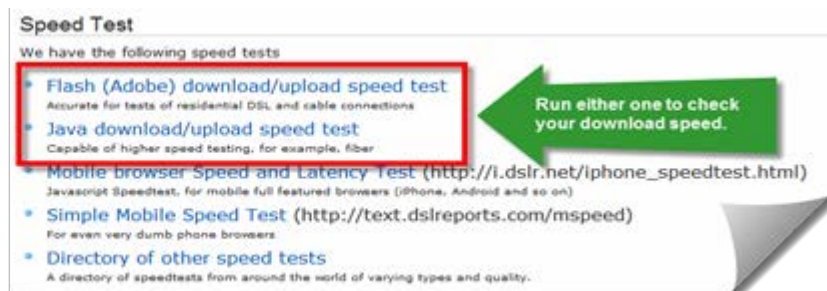 Speed Test
We have the following speed tests
Flash (Adobe) download/upload speed test
Accurate for tests of residential DSL and cable connections
Java download/upload speed test
Capable of higher speed testing, for example, fiber
Run either one to check
your download speed.
Mobile browser Speed and Latency Test (http://i.dslr.net/iphone_speedtest.html)
Javascript Speedtest, for mobile full featured browsers (iPhone, Android and so on)
Simple Mobile Speed Test (http://text.dslreports.com/mspeed)
For even very dumb phone browsers
Directory of other speed tests
A directory of speedtests from around the world of varying types and quality.